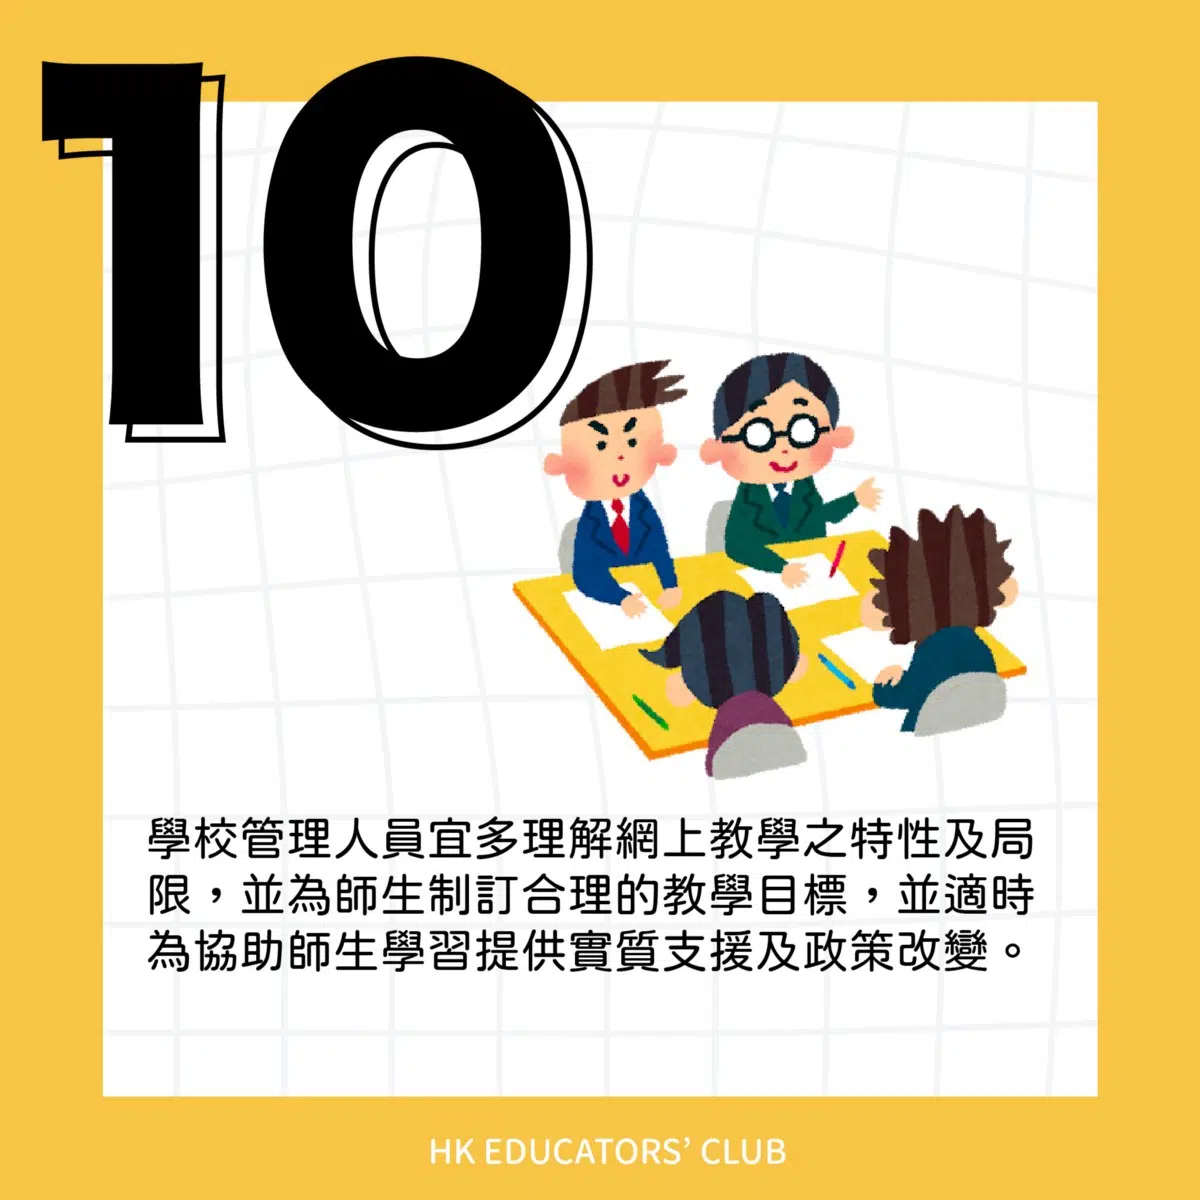 10
學校管理人員宜多理解網上教學之特性及局
限，並為師生制訂合理的教學目標，並適時
為協助師生學習提供實質支援及政策改變。
HK EDUCATORS’ CLUB